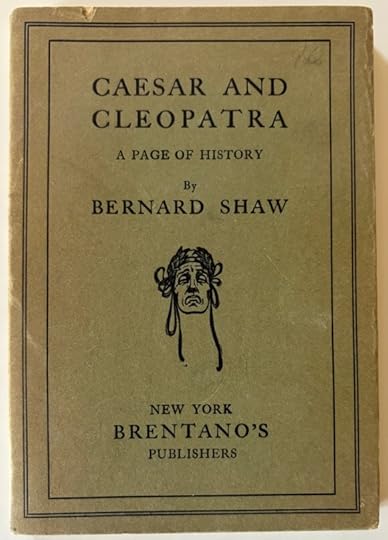 CAESAR AND
CLEOPATRA
A PAGE OF HISTORY
By
BERNARD SHAW
NEW YORK
BRENTANO'S
PUBLISHERS